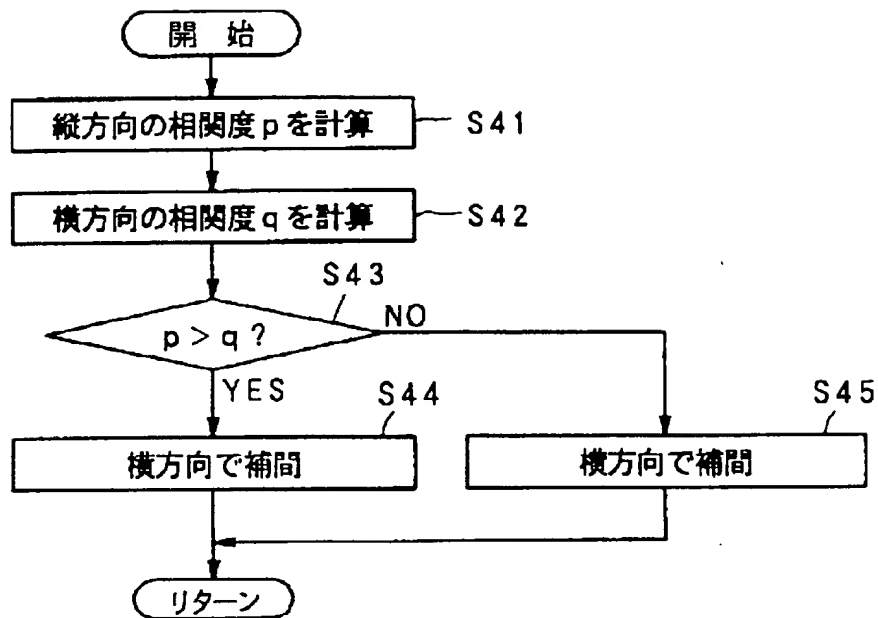 開 始
縦方向の相関度pを計算
S41
横方向の相関度qを計算
S42
S43
p>q?
NO
YES
S44
S45
横方向で補間
横方向で補間
リターン